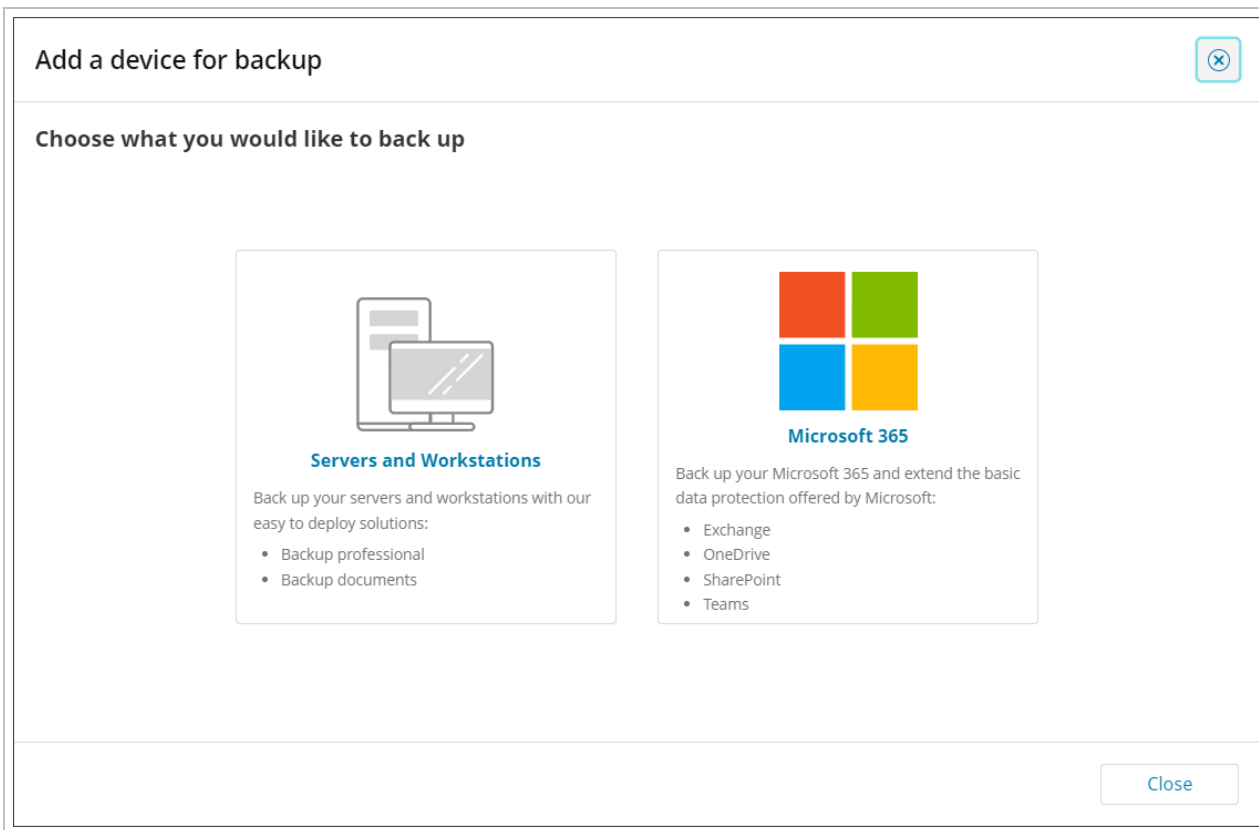 Add a device for backup
Choose what you would like to back up
Servers and Workstations
Back up your servers and workstations with our
easy to deploy solutions:
• Backup professional
• Backup documents
Microsoft 365
Back up your Microsoft 365 and extend the basic
data protection offered by Microsoft:
• Exchange
• OneDrive
• SharePoint
• Teams
Close